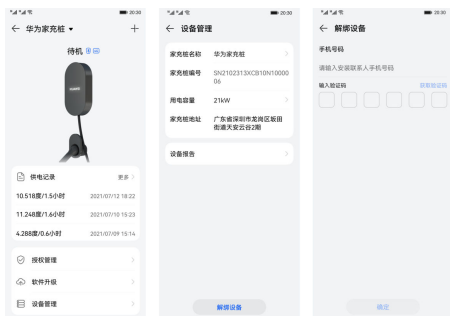 20:30
华为家充桩
待机
HUAWEI
供电记录
更多
10.518度/1.5小时 2021/07/12 18:22
11.248度/1.6小时 2021/07/10 15:23
4.288度/0.6小时 2021/07/09 15:14
授权管理
软件升级
设备管理
20:30
设备管理
家充桩名称 华为家充桩
家充桩编号 SN2102313XCB10N10000
06
用电容量 21kW
家充桩地址 广东省深圳市龙岗区坂田
街道天安云谷2期
设备报告
解绑设备
20:30
解绑设备
手机号码
请输入安装联系人手机号码
输入验证码 获取验证码
确定